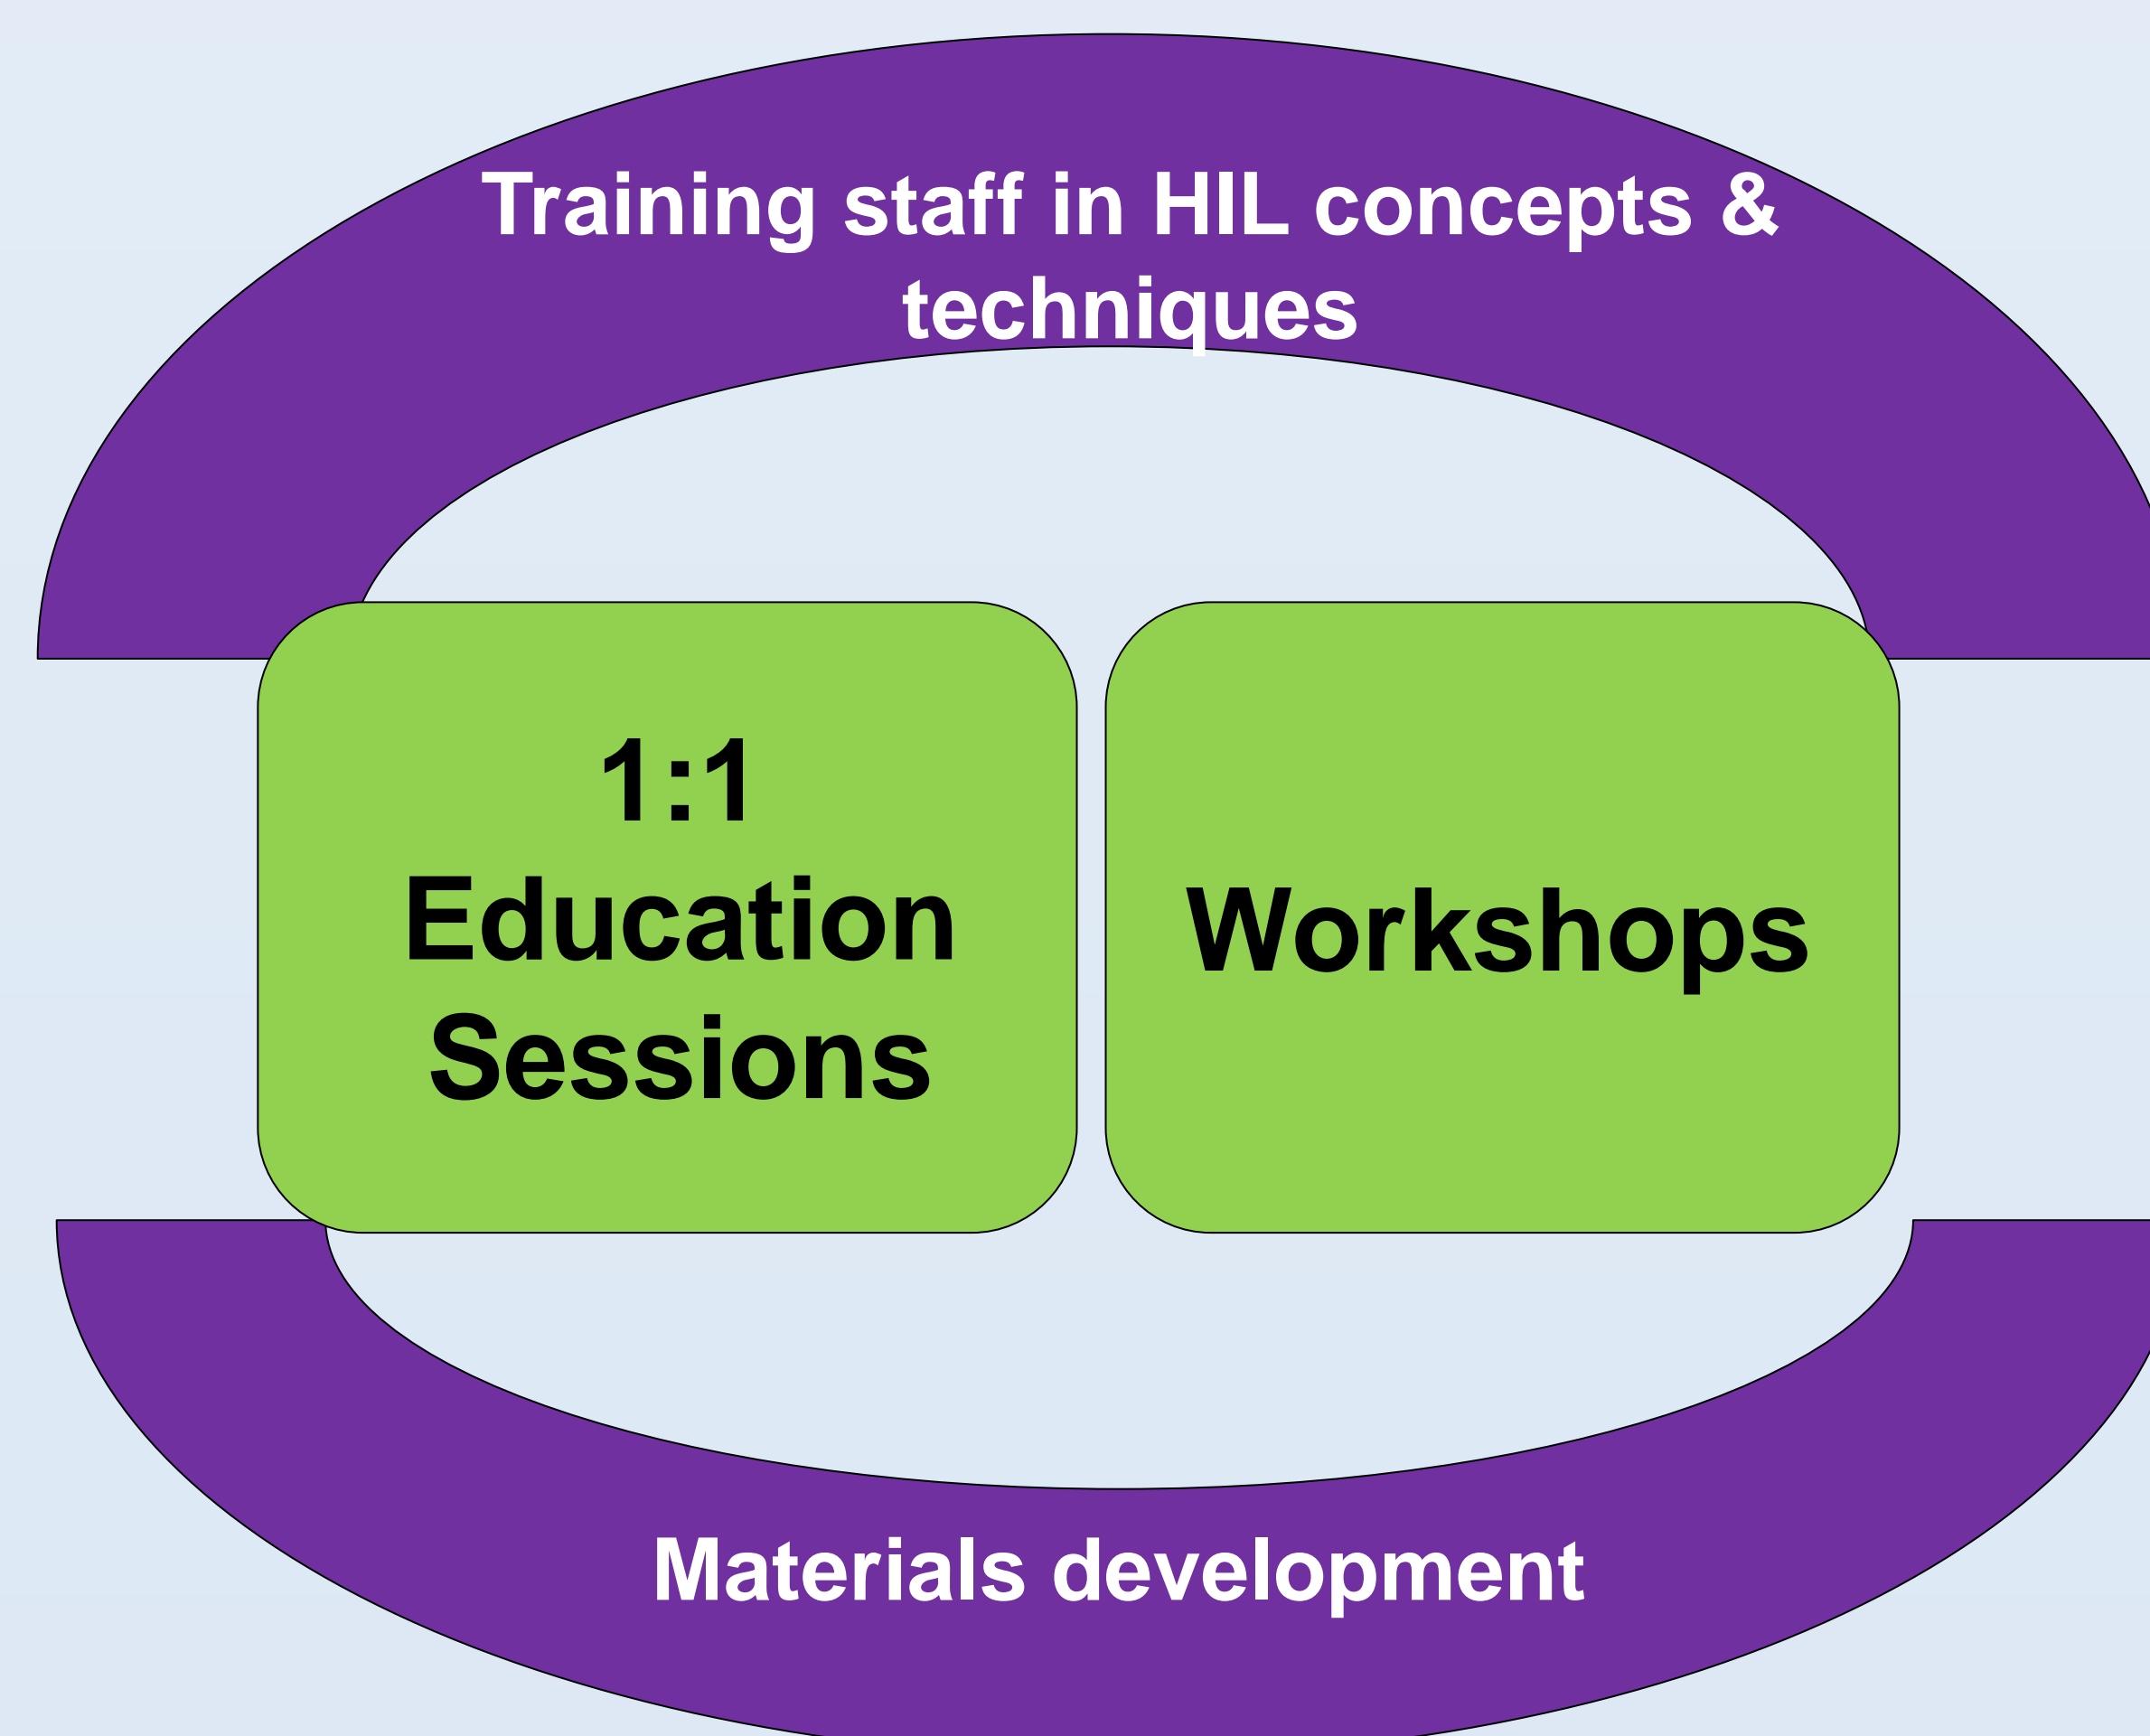 Training staff in HIL concepts &
techniques
1:1
Education
Sessions
Workshops
Materials development